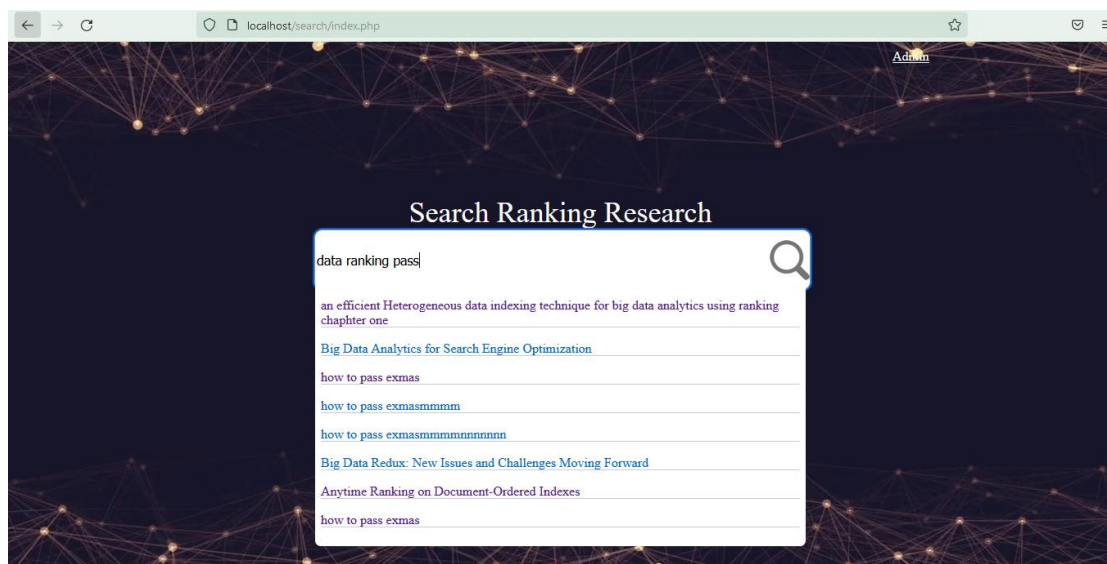 localhost/search/index.php
Admin
Search Ranking Research
data ranking pass
an efficient Heterogeneous data indexing technique for big data analytics using ranking
chaphter one
Big Data Analytics for Search Engine Optimization
how to pass exmas
how to pass exmasmmmm
how to pass exmasmmmmnnnnnnn
Big Data Redux: New Issues and Challenges Moving Forward
Anytime Ranking on Document-Ordered Indexes
how to pass exmas